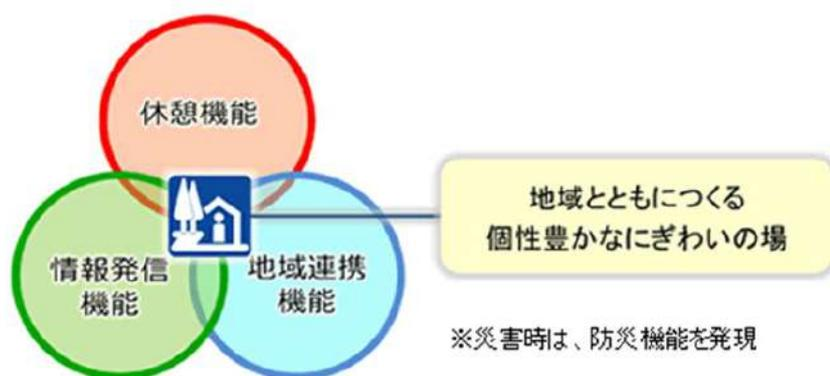 休憩機能
情報発信
機能
地域連携
機能
地域とともにつくる
個性豊かなにぎわいの場
※災害時は、防災機能を発現